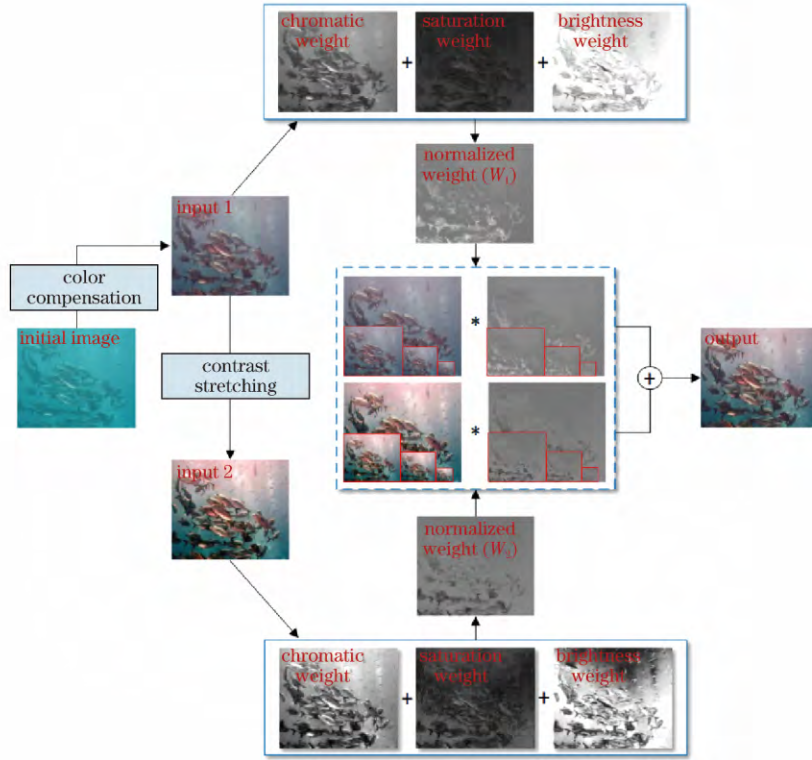 chromatic
weight
+
saturation
weight
+
brightness
weight
normalized
weight (W₁)
input 1
color
compensation
initial image
contrast
stretching
*
*
+
output
input 2
normalized
weight (W₂)
chromatic
weight
+
saturation
weight
+
brightness
weight